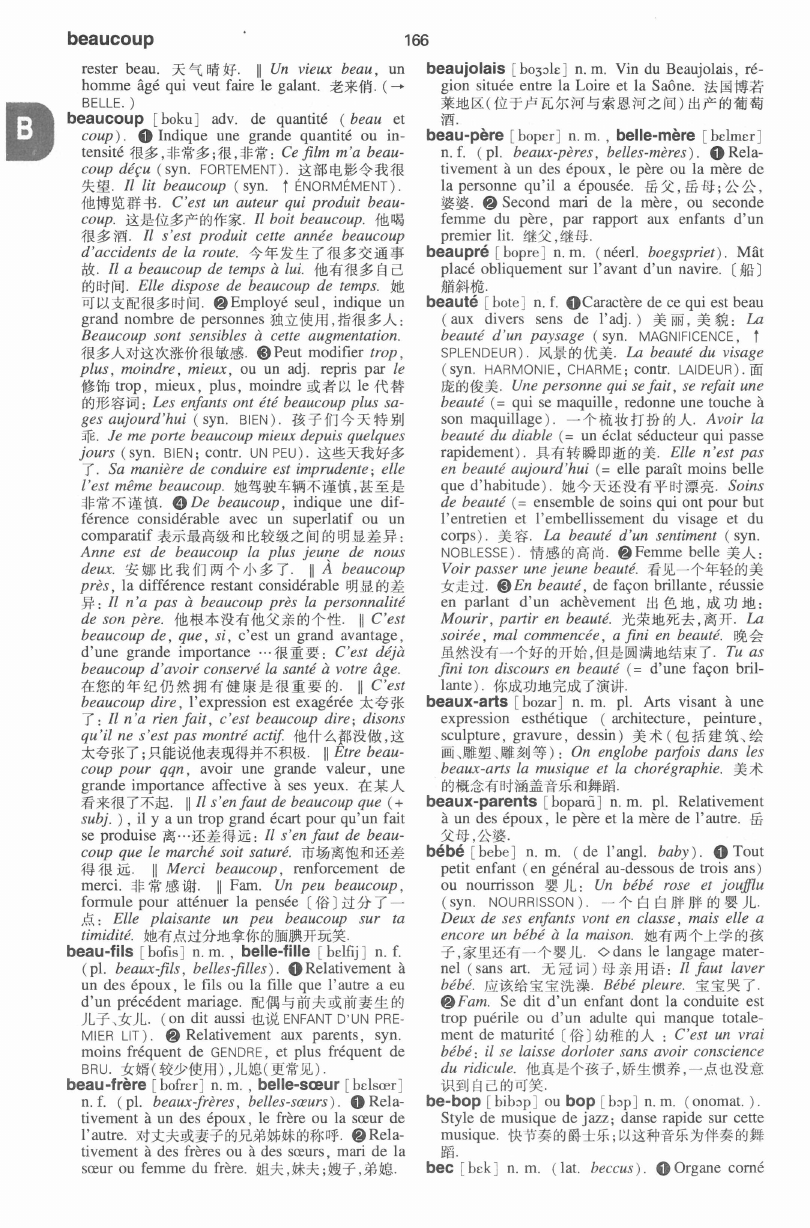 beaucoup
166
B
rester beau. 天气晴好. ‖ Un vieux beau, un
homme âgé qui veut faire le galant. 老来俏. (→
BELLE. )
beaucoup [boku] adv. de quantité (beau et
coup). ❶ Indique une grande quantité ou in-
tensité 很多,非常多;很,非常: Ce film m'a beau-
coup déçu (syn. FORTEMENT). 这部电影令我很
失望. Il lit beaucoup (syn. ↑ ÉNORMÉMENT).
他博览群书. C'est un auteur qui produit beau-
coup. 这是位多产的作家. Il boit beaucoup. 他喝
很多酒. Il s'est produit cette année beaucoup
d'accidents de la route. 今年发生了很多交通事
故. Il a beaucoup de temps à lui. 他有很多自己
的时间. Elle dispose de beaucoup de temps. 她
可以支配很多时间. ❷ Employé seul, indique un
grand nombre de personnes 独立使用,指很多人:
Beaucoup sont sensibles à cette augmentation.
很多人对这次涨价很敏感. ❸ Peut modifier trop,
plus, moindre, mieux, ou un adj. repris par le
修饰 trop, mieux, plus, moindre 或者以 le 代替
的形容词: Les enfants ont été beaucoup plus sa-
ges aujourd'hui (syn. BIEN). 孩子们今天特别
乖. Je me porte beaucoup mieux depuis quelques
jours (syn. BIEN; contr. UN PEU). 这些天我好多
了. Sa manière de conduire est imprudente; elle
l'est même beaucoup. 她驾驶车辆不谨慎,甚至是
非常不谨慎. ❹ De beaucoup, indique une dif-
férence considérable avec un superlatif ou un
comparatif 表示最高级和比较级之间的明显差异:
Anne est de beaucoup la plus jeune de nous
deux. 安娜比我们两个小多了. ‖ À beaucoup
près, la différence restant considérable 明显的差
异: Il n'a pas à beaucoup près la personnalité
de son père. 他根本没有他父亲的个性. ‖ C'est
beaucoup de, que, si, c'est un grand avantage,
d'une grande importance …很重要: C'est déjà
beaucoup d'avoir conservé la santé à votre âge.
在您的年纪仍然拥有健康是很重要的. ‖ C'est
beaucoup dire, l'expression est exagérée 太夸张
了: Il n'a rien fait, c'est beaucoup dire; disons
qu'il ne s'est pas montré actif. 他什么都没做,这
太夸张了;只能说他表现得并不积极. ‖ Être beau-
coup pour qqn, avoir une grande valeur, une
grande importance affective à ses yeux. 在某人
看来很了不起. ‖ Il s'en faut de beaucoup que (+
subj. ), il y a un trop grand écart pour qu'un fait
se produise 离…还差得远: Il s'en faut de beau-
coup que le marché soit saturé. 市场离饱和还差
得很远. ‖ Merci beaucoup, renforcement de
merci. 非常感谢. ‖ Fam. Un peu beaucoup,
formule pour atténuer la pensée [俗]过分了一
点: Elle plaisante un peu beaucoup sur ta
timidité. 她有点过分地拿你的腼腆开玩笑.
beau-fils [bofis] n. m. , belle-fille [bɛlfij] n. f.
(pl. beaux-fils, belles-filles). ❶ Relativement à
un des époux, le fils ou la fille que l'autre a eu
d'un précédent mariage. 配偶与前夫或前妻生的
儿子、女儿. (on dit aussi 也说 ENFANT D'UN PRE-
MIER LIT). ❷ Relativement aux parents, syn.
moins fréquent de GENDRE, et plus fréquent de
BRU. 女婿(较少使用),儿媳(更常见).
beau-frère [bofrɛr] n. m. , belle-sœur [bɛlsœr]
n. f. (pl. beaux-frères, belles-sœurs). ❶ Rela-
tivement à un des époux, le frère ou la sœur de
l'autre. 对丈夫或妻子的兄弟姊妹的称呼. ❷ Rela-
tivement à des frères ou à des sœurs, mari de la
sœur ou femme du frère. 姐夫,妹夫;嫂子,弟媳.
beaujolais [boʒɔlɛ] n. m. Vin du Beaujolais, ré-
gion située entre la Loire et la Saône. 法国博若
莱地区(位于卢瓦尔河与索恩河之间)出产的葡萄
酒.
beau-père [bopɛr] n. m. , belle-mère [bɛlmɛr]
n. f. (pl. beaux-pères, belles-mères). ❶ Rela-
tivement à un des époux, le père ou la mère de
la personne qu'il a épousée. 岳父,岳母;公公,
婆婆. ❷ Second mari de la mère, ou seconde
femme du père, par rapport aux enfants d'un
premier lit. 继父,继母.
beaupré [bopre] n. m. (néerl. boegspriet). Mât
placé obliquement sur l'avant d'un navire. 〔船〕
艏斜桅.
beauté [bote] n. f. ❶ Caractère de ce qui est beau
(aux divers sens de l'adj.) 美丽, 美貌: La
beauté d'un paysage (syn. MAGNIFICENCE, ↑
SPLENDEUR). 风景的优美. La beauté du visage
(syn. HARMONIE, CHARME; contr. LAIDEUR). 面
庞的俊美. Une personne qui se fait, se refait une
beauté (= qui se maquille, redonne une touche à
son maquillage). 一个梳妆打扮的人. Avoir la
beauté du diable (= un éclat séducteur qui passe
rapidement). 具有转瞬即逝的美. Elle n'est pas
en beauté aujourd'hui (= elle paraît moins belle
que d'habitude). 她今天还没有平时漂亮. Soins
de beauté (= ensemble de soins qui ont pour but
l'entretien et l'embellissement du visage et du
corps). 美容. La beauté d'un sentiment (syn.
NOBLESSE). 情感的高尚. ❷ Femme belle 美人:
Voir passer une jeune beauté. 看见一个年轻的美
女走过. ❸ En beauté, de façon brillante, réussie
en parlant d'un achèvement 出色地, 成功地:
Mourir, partir en beauté. 光荣地死去,离开. La
soirée, mal commencée, a fini en beauté. 晚会
虽然没有一个好的开始,但是圆满地结束了. Tu as
fini ton discours en beauté (= d'une façon bril-
lante). 你成功地完成了演讲.
beaux-arts [bozar] n. m. pl. Arts visant à une
expression esthétique (architecture, peinture,
sculpture, gravure, dessin) 美术(包括建筑、绘
画、雕塑、雕刻等): On englobe parfois dans les
beaux-arts la musique et la chorégraphie. 美术
的概念有时涵盖音乐和舞蹈.
beaux-parents [boparɑ̃] n. m. pl. Relativement
à un des époux, le père et la mère de l'autre. 岳
父母,公婆.
bébé [bebe] n. m. (de l'angl. baby). ❶ Tout
petit enfant (en général au-dessous de trois ans)
ou nourrisson 婴儿: Un bébé rose et joufflu
(syn. NOURRISSON). 一个白白胖胖的婴儿.
Deux de ses enfants vont en classe, mais elle a
encore un bébé à la maison. 她有两个上学的孩
子,家里还有一个婴儿. ◇ dans le langage mater-
nel (sans art. 无冠词)母亲用语: Il faut laver
bébé. 应该给宝宝洗澡. Bébé pleure. 宝宝哭了.
❷ Fam. Se dit d'un enfant dont la conduite est
trop puérile ou d'un adulte qui manque totale-
ment de maturité [俗]幼稚的人 : C'est un vrai
bébé: il se laisse dorloter sans avoir conscience
du ridicule. 他真是个孩子,娇生惯养,一点也没意
识到自己的可笑.
be-bop [bibɔp] ou bop [bɔp] n. m. (onomat. ).
Style de musique de jazz; danse rapide sur cette
musique. 快节奏的爵士乐;以这种音乐为伴奏的舞
蹈.
bec [bɛk] n. m. (lat. beccus). ❶ Organe corné